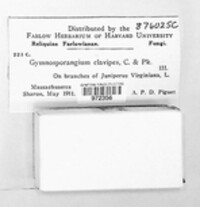 Distributed by the
876025C
FARLOW HERBARIUM OF HARVARD UNIVERSITY
Reliquiae Farlowianae. Fungi.
Gymnosporangium clavipes, C. & Pk.
III.
On branches of Juniperus Virginiana, L.
Massachusetts
Sharon, May 1911. A. P. D. Piguet